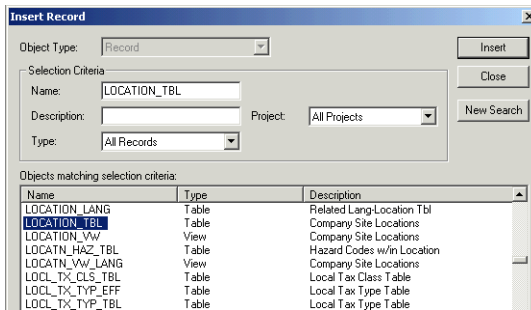 Insert Record
Object Type: Record Insert
Selection Criteria
Close
Name: LOCATION_TBL
Description: Project: All Projects New Search
Type: All Records
Objects matching selection criteria:
Name Type Description
LOCATION_LANG Table Related Lang-Location Tbl
LOCATION_TBL Table Company Site Locations
LOCATION_VW View Company Site Locations
LOCATN_HAZ_TBL Table Hazard Codes w/in Location
LOCATN_VW_LANG View Company Site Locations
LOCL_TX_CLS_TBL Table Local Tax Class Table
LOCL_TX_TYP_EFF Table Local Tax Type Table
LOCL_TX_TYP_TBL Table Local Tax Type Table